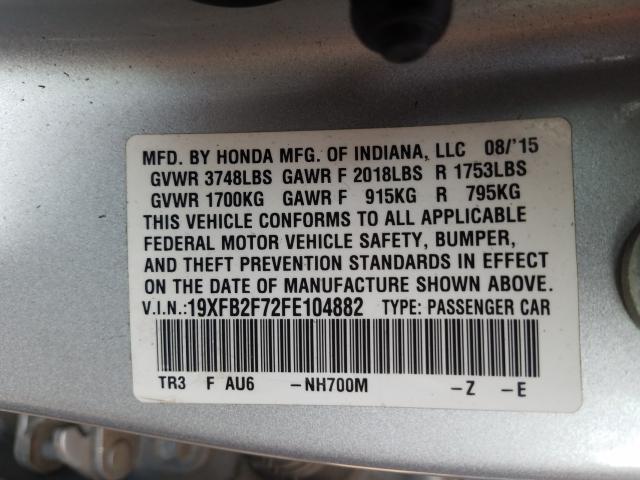 MFD. BY HONDA MFG. OF INDIANA, LLC 08/'15
GVWR 3748LBS GAWR F 2018LBS R 1753LBS
GVWR 1700KG GAWR F 915KG R 795KG
THIS VEHICLE CONFORMS TO ALL APPLICABLE
FEDERAL MOTOR VEHICLE SAFETY, BUMPER,
AND THEFT PREVENTION STANDARDS IN EFFECT
ON THE DATE OF MANUFACTURE SHOWN ABOVE.
V.I.N.:19XFB2F72FE104882 TYPE: PASSENGER CAR
TR3 F AU6 –NH700M –Z –E